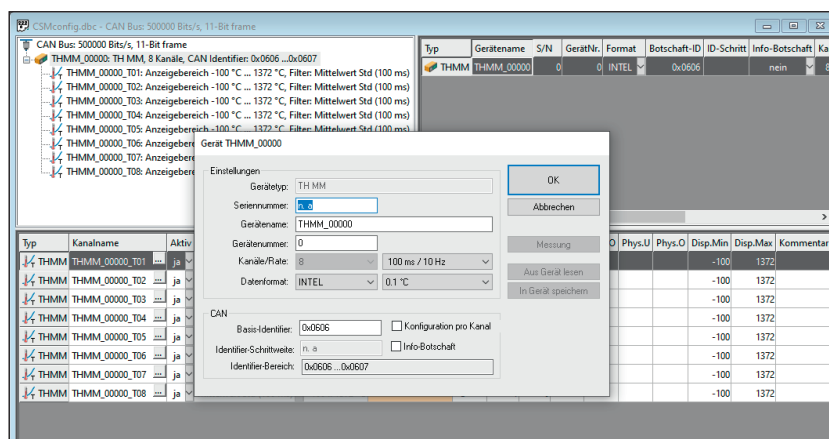 CSMconfig.dbc - CAN Bus: 500000 Bits/s, 11-Bit frame
CAN Bus: 500000 Bits/s, 11-Bit frame
THMM_00000: TH MM, 8 Kanäle, CAN Identifier: 0x0606 ...0x0607
THMM_00000_T01: Anzeigebereich -100 °C ... 1372 °C, Filter: Mittelwert Std (100 ms)
THMM_00000_T02: Anzeigebereich -100 °C ... 1372 °C, Filter: Mittelwert Std (100 ms)
THMM_00000_T03: Anzeigebereich -100 °C ... 1372 °C, Filter: Mittelwert Std (100 ms)
THMM_00000_T04: Anzeigebereich -100 °C ... 1372 °C, Filter: Mittelwert Std (100 ms)
THMM_00000_T05: Anzeigebereich -100 °C ... 1372 °C, Filter: Mittelwert Std (100 ms)
THMM_00000_T06: Anzeigebere
THMM_00000_T07: Anzeigebere
THMM_00000_T08: Anzeigebere
Typ Gerätename S/N GerätNr. Format Botschaft-ID ID-Schritt Info-Botschaft Ka
THMM THMM_00000 0 0 INTEL 0x0606 nein 8
Gerät THMM_00000
Einstellungen
Gerätetyp: TH MM
Seriennummer: n. a
Gerätename: THMM_00000
Gerätenummer: 0
Kanäle/Rate: 8 100 ms / 10 Hz
Datenformat: INTEL 0.1 °C
CAN
Basis-Identifier: 0x0606 Konfiguration pro Kanal
Identifier-Schrittweite: n. a Info-Botschaft
Identifier-Bereich: 0x0606 ...0x0607
OK
Abbrechen
Messung
Aus Gerät lesen
In Gerät speichern
Typ Kanalname Aktiv O Phys.U Phys.O Disp.Min Disp.Max Kommentar
THMM THMM_00000_T01 ... ja -100 1372
THMM THMM_00000_T02 ... ja -100 1372
THMM THMM_00000_T03 ... ja -100 1372
THMM THMM_00000_T04 ... ja -100 1372
THMM THMM_00000_T05 ... ja -100 1372
THMM THMM_00000_T06 ... ja -100 1372
THMM THMM_00000_T07 ... ja -100 1372
THMM THMM_00000_T08 ... ja -100 1372